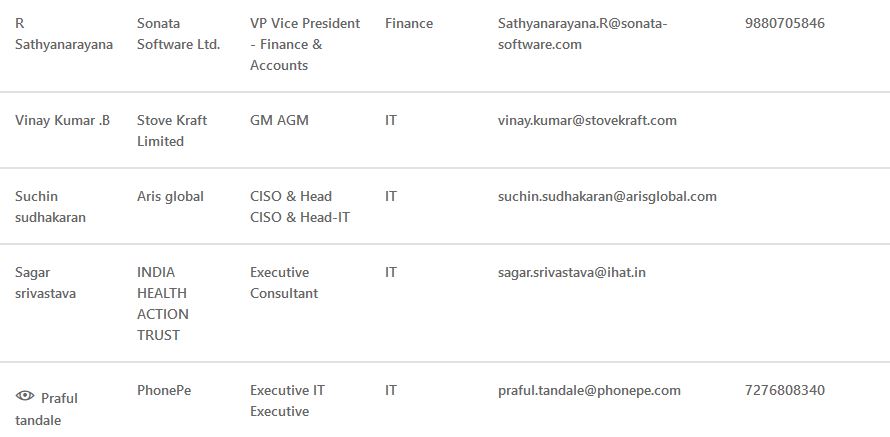 R Sonata VP Vice President Finance Sathyanarayana.R@sonata- 9880705846
Sathyanarayana Software Ltd. - Finance & software.com
Accounts
Vinay Kumar .B Stove Kraft GM AGM IT vinay.kumar@stovekraft.com
Limited
Suchin Aris global CISO & Head IT suchin.sudhakaran@arisglobal.com
sudhakaran CISO & Head-IT
Sagar INDIA Executive IT sagar.srivastava@ihat.in
srivastava HEALTH Consultant
ACTION
TRUST
Praful PhonePe Executive IT IT praful.tandale@phonepe.com 7276808340
tandale Executive